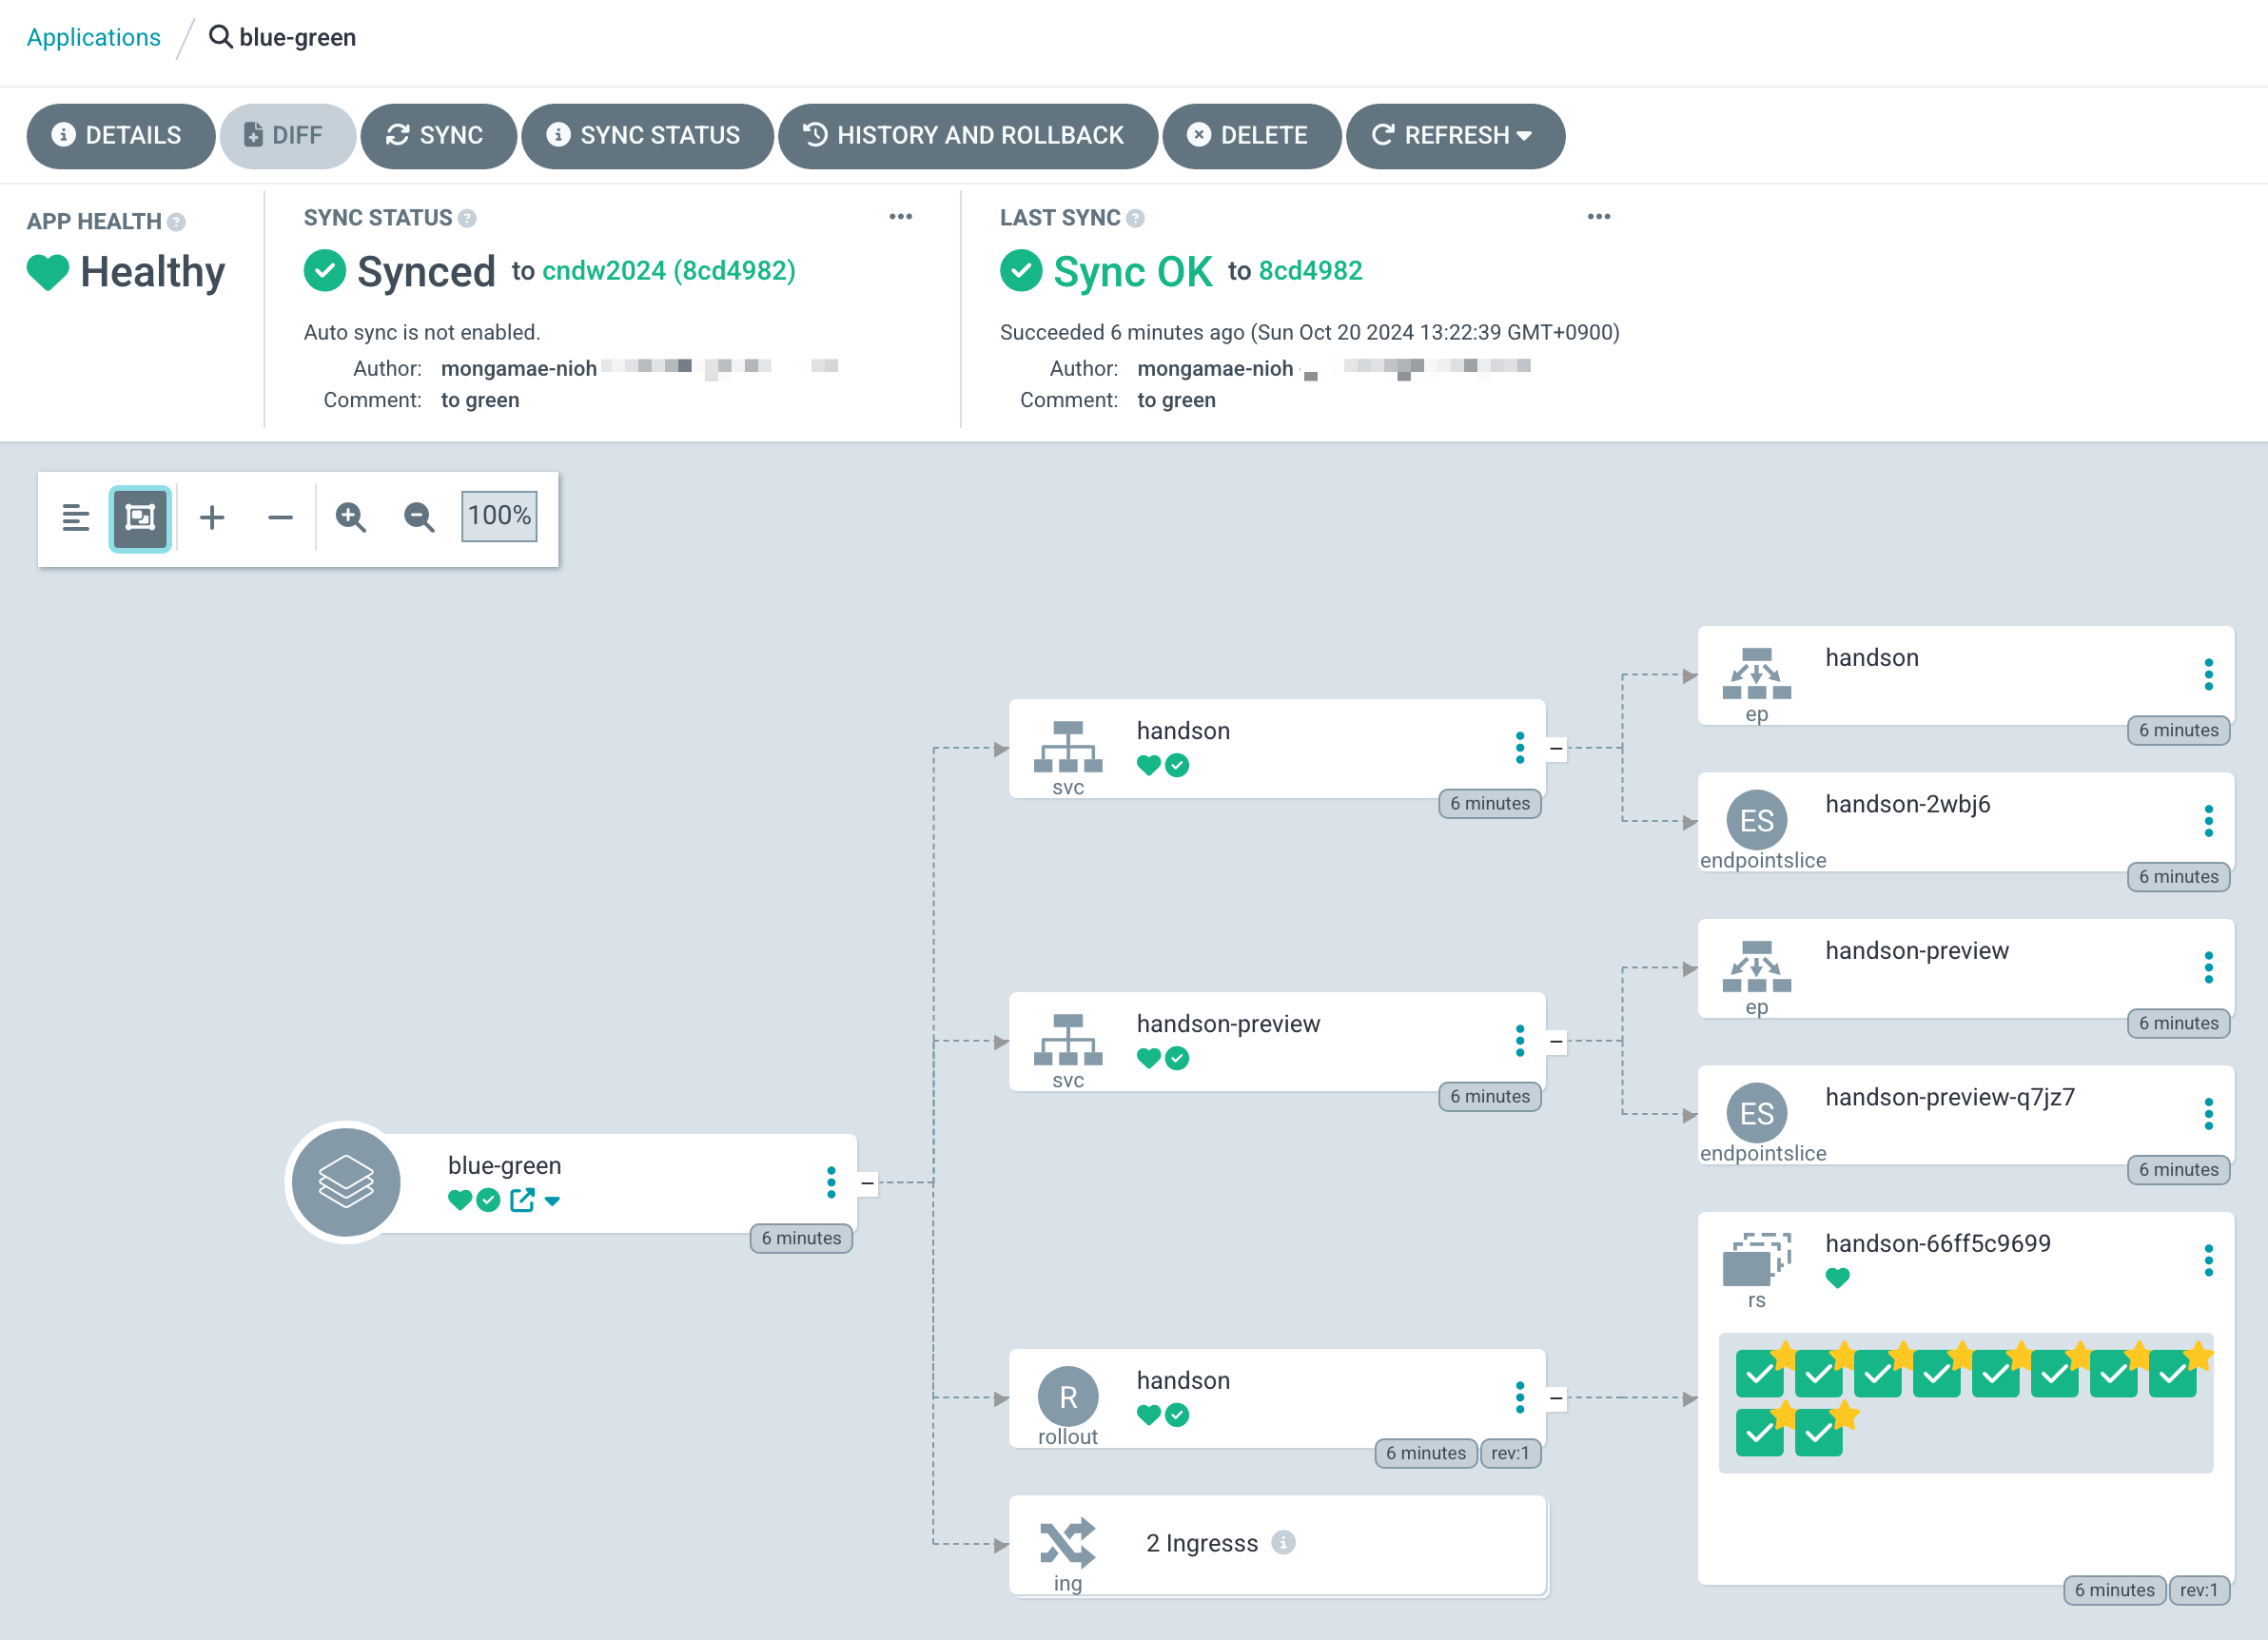 Applications / blue-green
DETAILS DIFF SYNC SYNC STATUS HISTORY AND ROLLBACK DELETE REFRESH
APP HEALTH
Healthy
SYNC STATUS
Synced to cndw2024 (8cd4982)
Auto sync is not enabled.
Author: mongamae-nioh
Comment: to green
LAST SYNC
Sync OK to 8cd4982
Succeeded 6 minutes ago (Sun Oct 20 2024 13:22:39 GMT+0900)
Author: mongamae-nioh
Comment: to green
100%
blue-green
6 minutes
handson
svc
6 minutes
handson-preview
svc
6 minutes
R
handson
rollout
6 minutes rev:1
2 Ingresss
ing
handson
ep
6 minutes
ES
handson-2wbj6
endpointslice
6 minutes
handson-preview
ep
6 minutes
ES
handson-preview-q7jz7
endpointslice
6 minutes
handson-66ff5c9699
rs
6 minutes rev:1